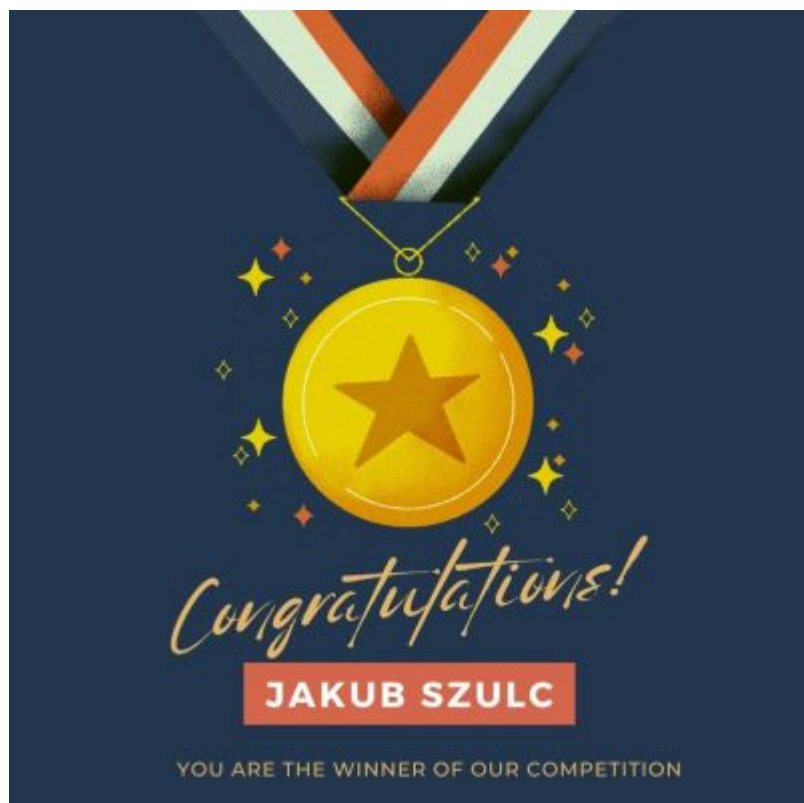 Congratulations!
JAKUB SZULC
YOU ARE THE WINNER OF OUR COMPETITION